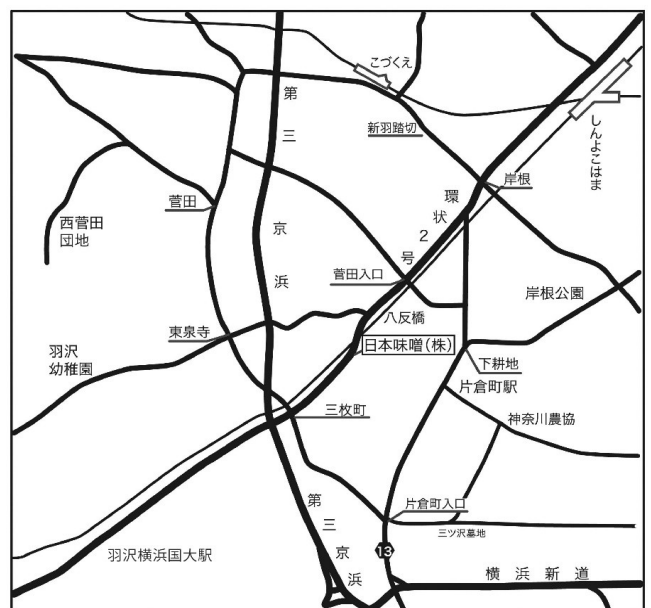 こづくえ
しんよこはま
第三京浜
新羽踏切
岸根
環状2号
菅田
西菅田
団地
菅田入口
岸根公園
八反橋
東泉寺
日本味噌(株)
羽沢
幼稚園
下耕地
片倉町駅
三枚町
神奈川農協
第三京浜
片倉町入口
三ツ沢墓地
13
羽沢横浜国大駅
横浜新道